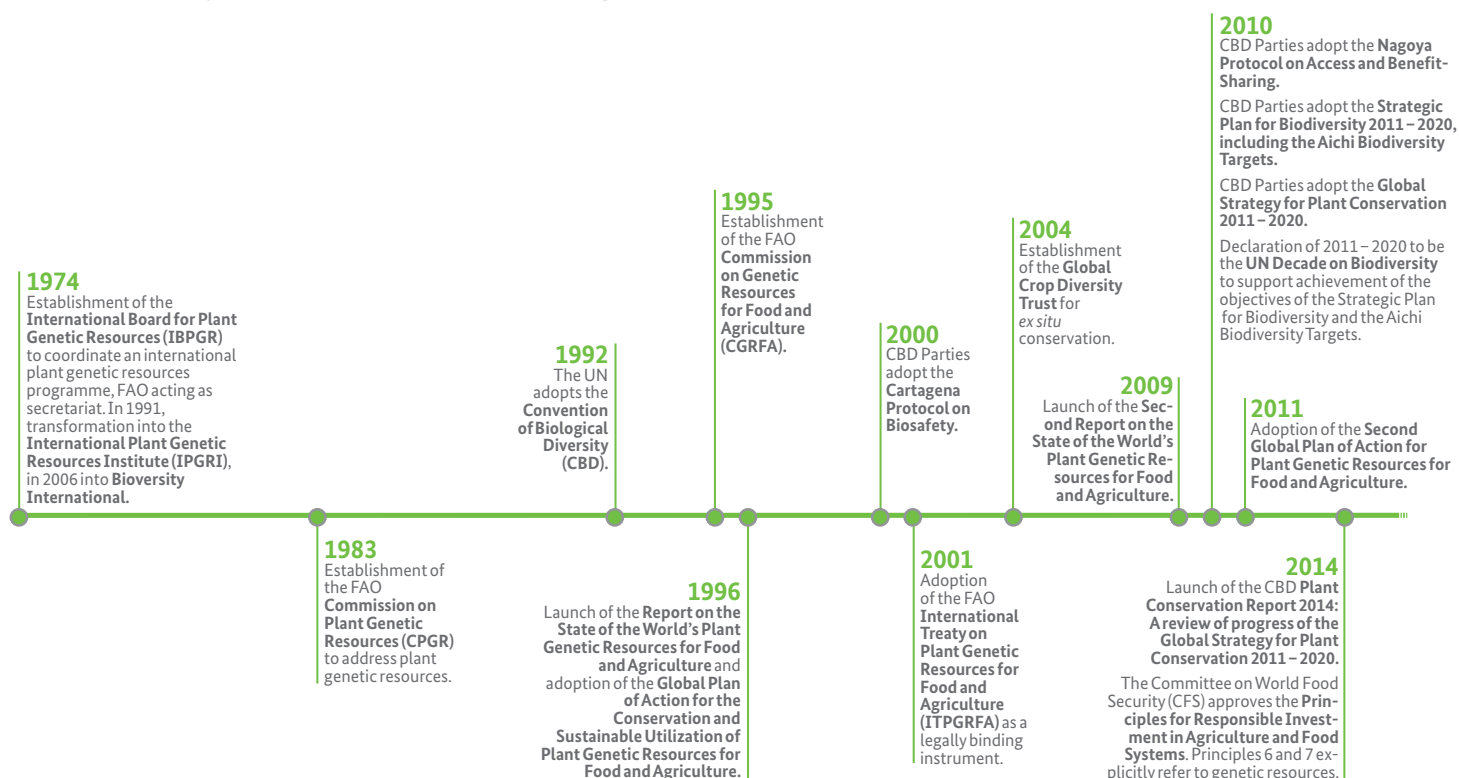 1974
Establishment of the
International Board for Plant
Genetic Resources (IBPGR)
to coordinate an international
plant genetic resources
programme, FAO acting as
secretariat. In 1991,
transformation into the
International Plant Genetic
Resources Institute (IPGRI),
in 2006 into Bioversity
International.
1983
Establishment of
the FAO
Commission on
Plant Genetic
Resources (CPGR)
to address plant
genetic resources.
1992
The UN
adopts the
Convention
of Biological
Diversity
(CBD).
1995
Establishment
of the FAO
Commission
on Genetic
Resources
for Food and
Agriculture
(CGRFA).
1996
Launch of the Report on the
State of the World's Plant
Genetic Resources for Food
and Agriculture and
adoption of the Global Plan
of Action for the
Conservation and
Sustainable Utilization of
Plant Genetic Resources for
Food and Agriculture.
2000
CBD Parties
adopt the
Cartagena
Protocol on
Biosafety.
2001
Adoption
of the FAO
International
Treaty on
Plant Genetic
Resources for
Food and
Agriculture
(ITPGRFA) as a
legally binding
instrument.
2004
Establishment
of the Global
Crop Diversity
Trust for
ex situ
conservation.
2009
Launch of the Sec-
ond Report on the
State of the World's
Plant Genetic Re-
sources for Food
and Agriculture.
2010
CBD Parties adopt the Nagoya
Protocol on Access and Benefit-
Sharing.
CBD Parties adopt the Strategic
Plan for Biodiversity 2011 – 2020,
including the Aichi Biodiversity
Targets.
CBD Parties adopt the Global
Strategy for Plant Conservation
2011 – 2020.
Declaration of 2011 – 2020 to be
the UN Decade on Biodiversity
to support achievement of the
objectives of the Strategic Plan
for Biodiversity and the Aichi
Biodiversity Targets.
2011
Adoption of the Second
Global Plan of Action for
Plant Genetic Resources for
Food and Agriculture.
2014
Launch of the CBD Plant
Conservation Report 2014:
A review of progress of the
Global Strategy for Plant
Conservation 2011 – 2020.
The Committee on World Food
Security (CFS) approves the Prin-
ciples for Responsible Invest-
ment in Agriculture and Food
Systems. Principles 6 and 7 ex-
plicitly refer to genetic resources.